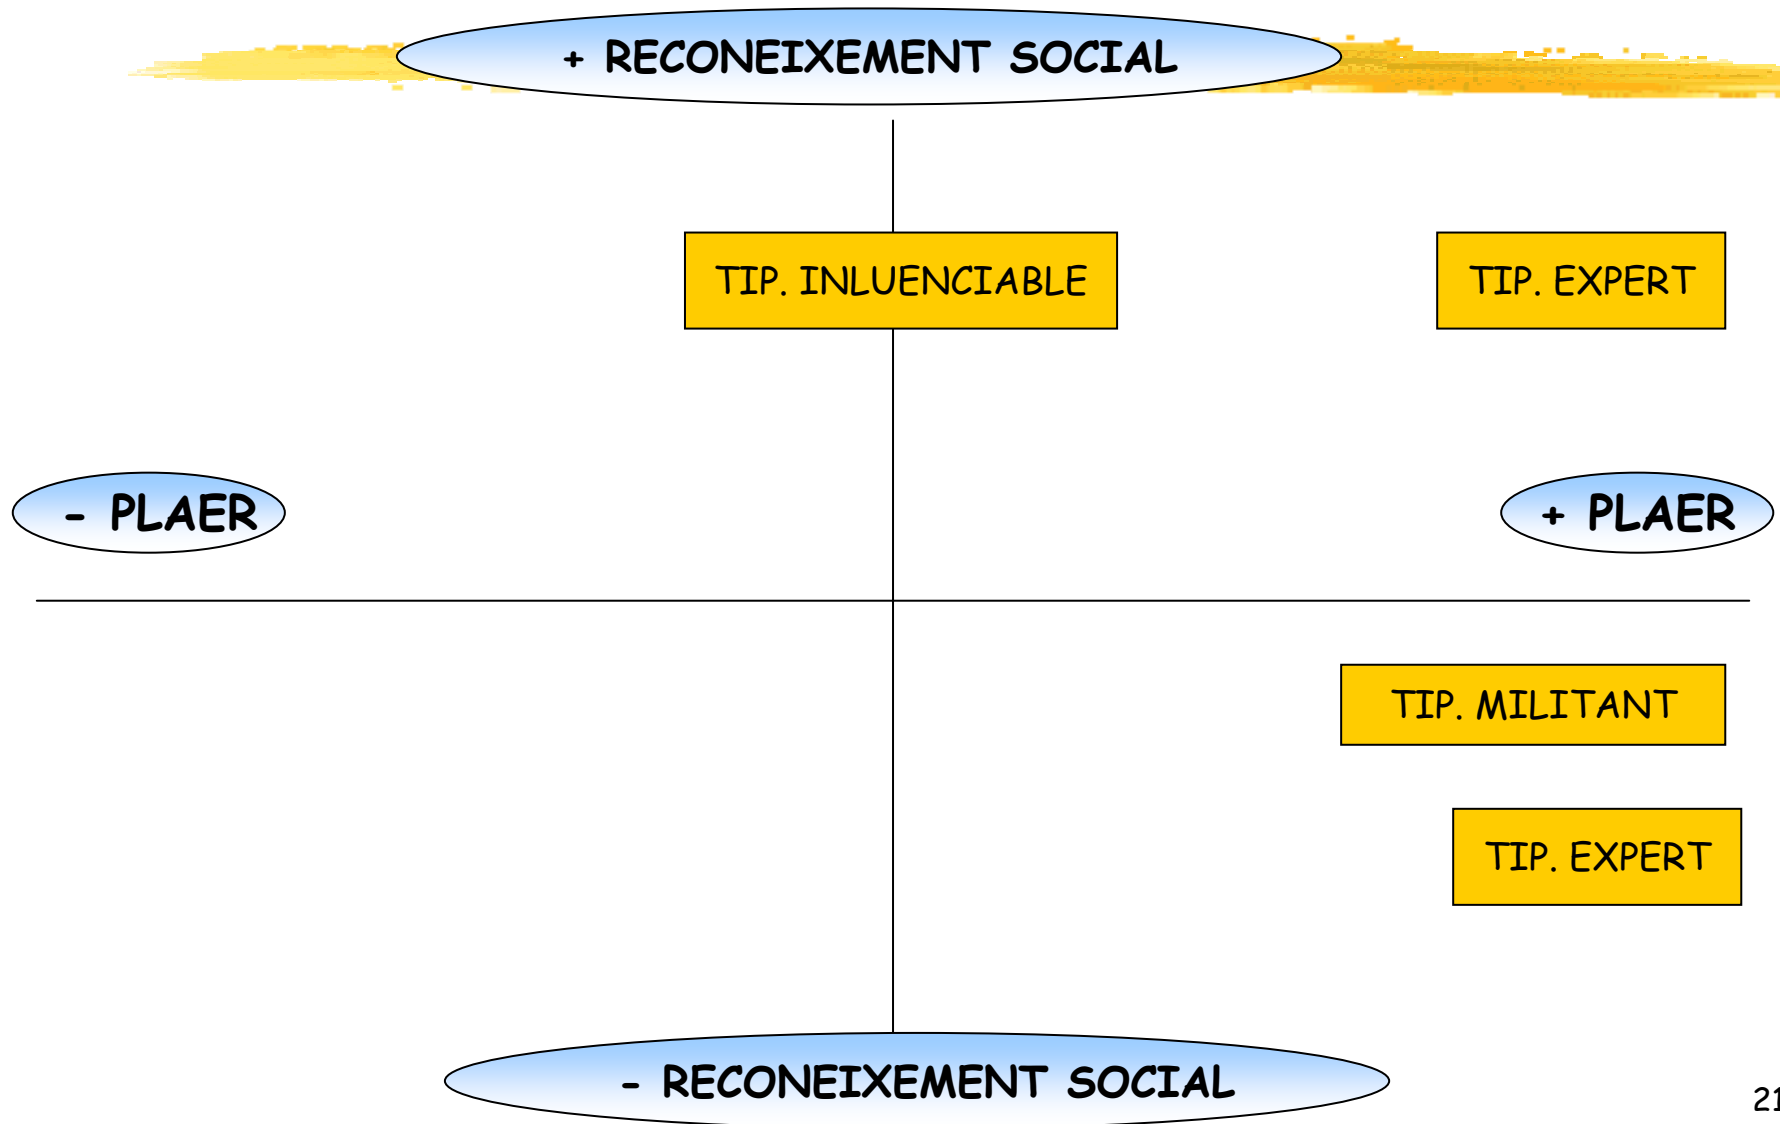 + RECONEIXEMENT SOCIAL
TIP. INLUENCIABLE
TIP. EXPERT
- PLAER
+ PLAER
TIP. MILITANT
TIP. EXPERT
- RECONEIXEMENT SOCIAL
21